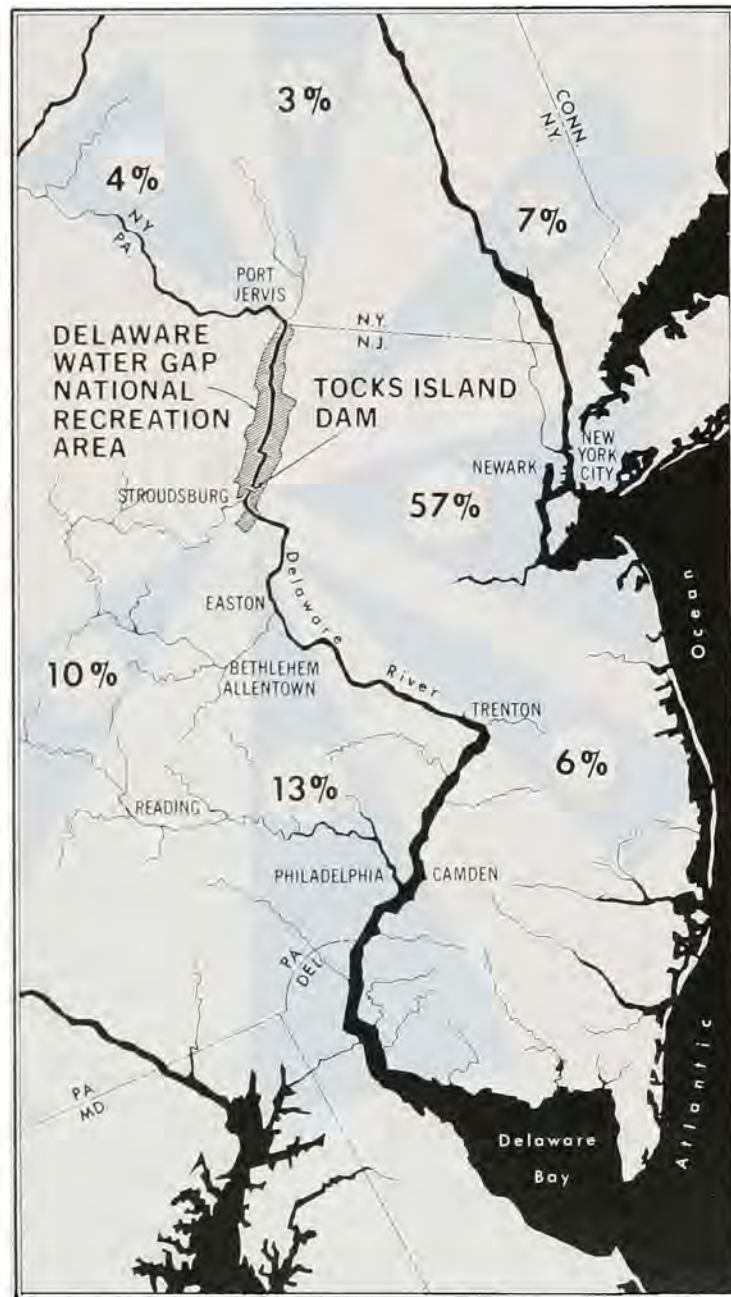 3%
CONN.
N.Y.
4%
7%
N.Y.
PA
PORT
JERVIS
N.Y.
N.J.
DELAWARE
WATER GAP
NATIONAL
RECREATION
AREA
TOCKS ISLAND
DAM
NEW
YORK
CITY
NEWARK
STROUDSBURG
57%
Delaware
River
EASTON
Ocean
10%
BETHLEHEM
ALLENTOWN
TRENTON
6%
13%
READING
PHILADELPHIA
CAMDEN
PA
DEL
PA
MD.
Atlantic
Delaware
Bay